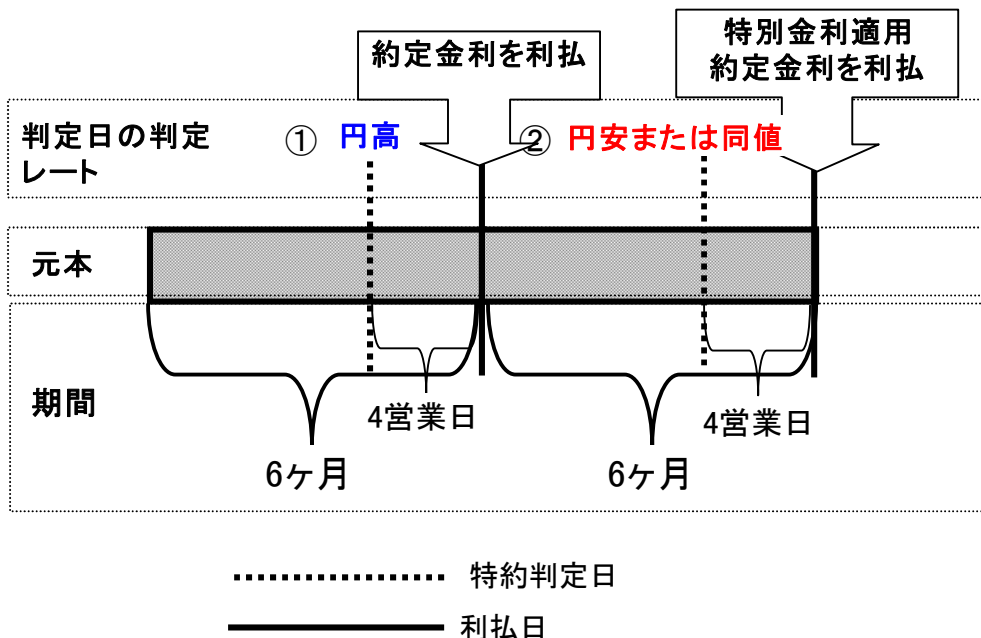 約定金利を利払
特別金利適用
約定金利を利払
判定日の判定
レート
① 円高
② 円安または同値
元本
期間
4営業日
4営業日
6ヶ月
6ヶ月
特約判定日
利払日